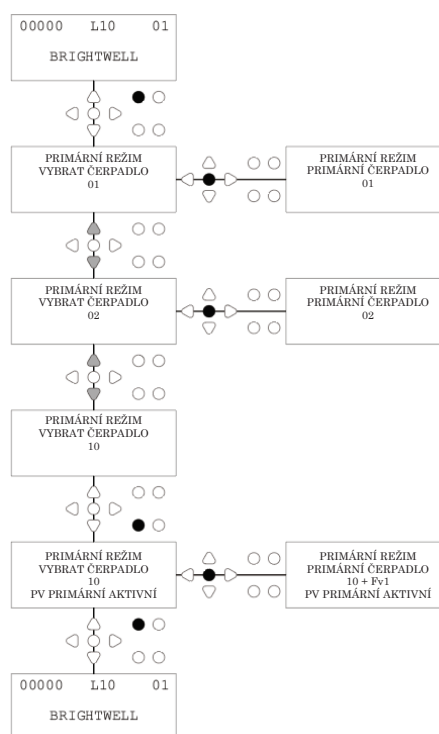 00000 L10 01
BRIGHTWELL
PRIMÁRNÍ REŽIM
VYBRAT ČERPADLO
01
PRIMÁRNÍ REŽIM
PRIMÁRNÍ ČERPADLO
01
PRIMÁRNÍ REŽIM
VYBRAT ČERPADLO
02
PRIMÁRNÍ REŽIM
PRIMÁRNÍ ČERPADLO
02
PRIMÁRNÍ REŽIM
VYBRAT ČERPADLO
10
PRIMÁRNÍ REŽIM
VYBRAT ČERPADLO
10
PV PRIMÁRNÍ AKTIVNÍ
PRIMÁRNÍ REŽIM
PRIMÁRNÍ ČERPADLO
10 + Fv1
PV PRIMÁRNÍ AKTIVNÍ
00000 L10 01
BRIGHTWELL